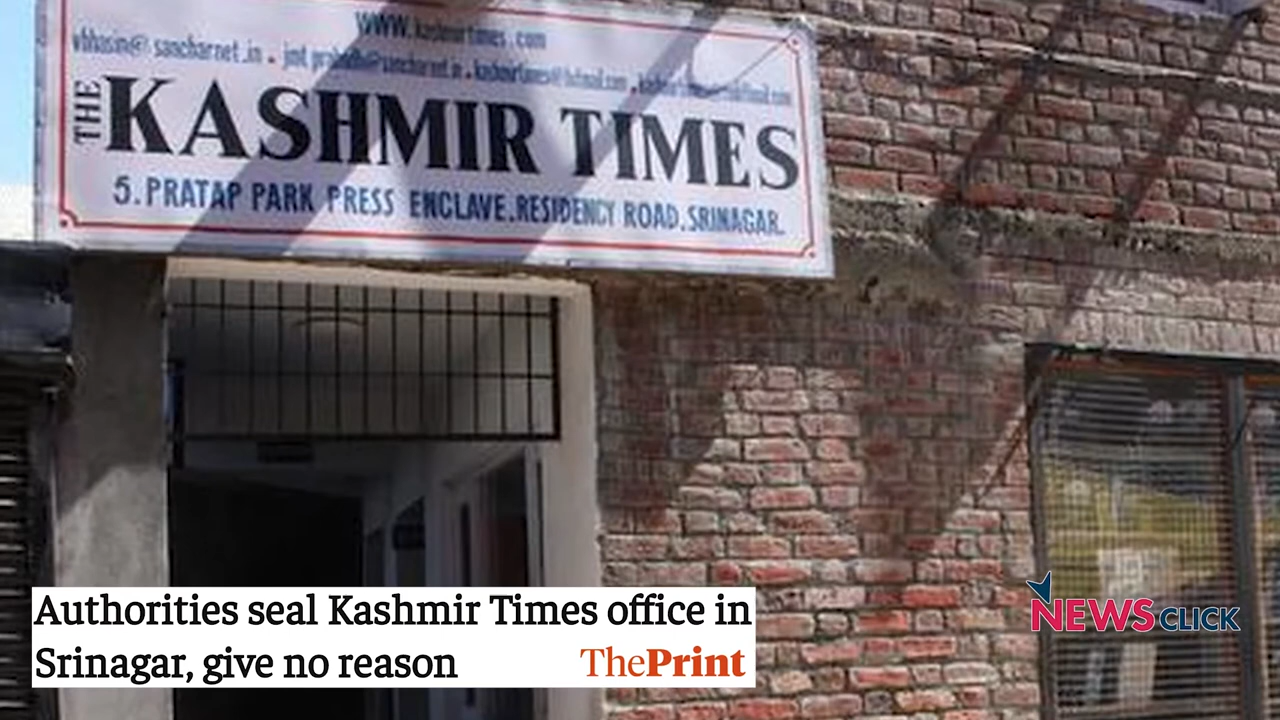 www.kashmirtimes.com
THE
KASHMIR TIMES
5.PRATAP PARK PRESS ENCLAVE.RESIDENCY ROAD.SRINAGAR.
Authorities seal Kashmir Times office in
Srinagar, give no reason
ThePrint
NEWSCLICK